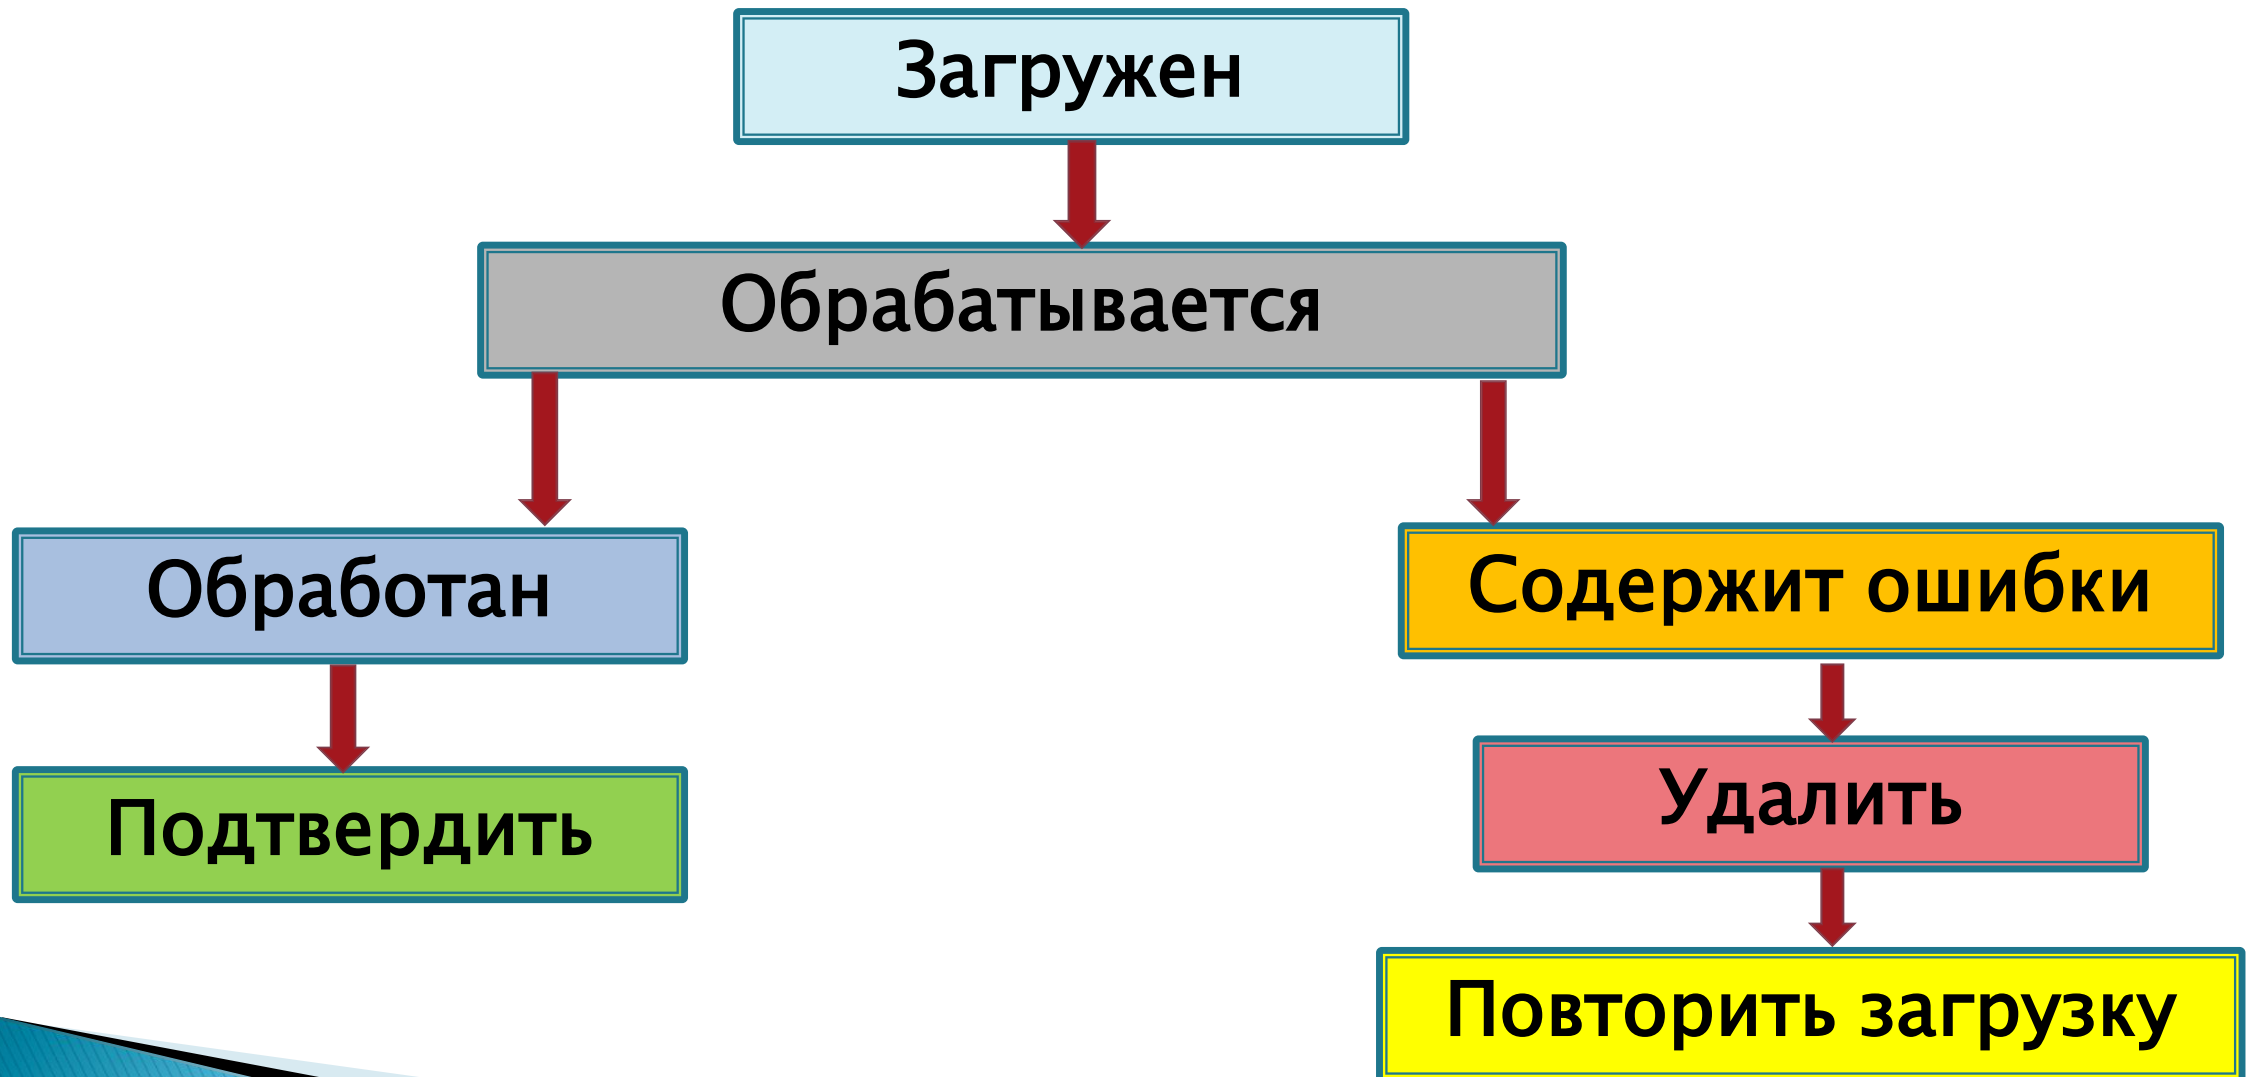 Загружен
Обрабатывается
Обработан
Содержит ошибки
Подтвердить
Удалить
Повторить загрузку